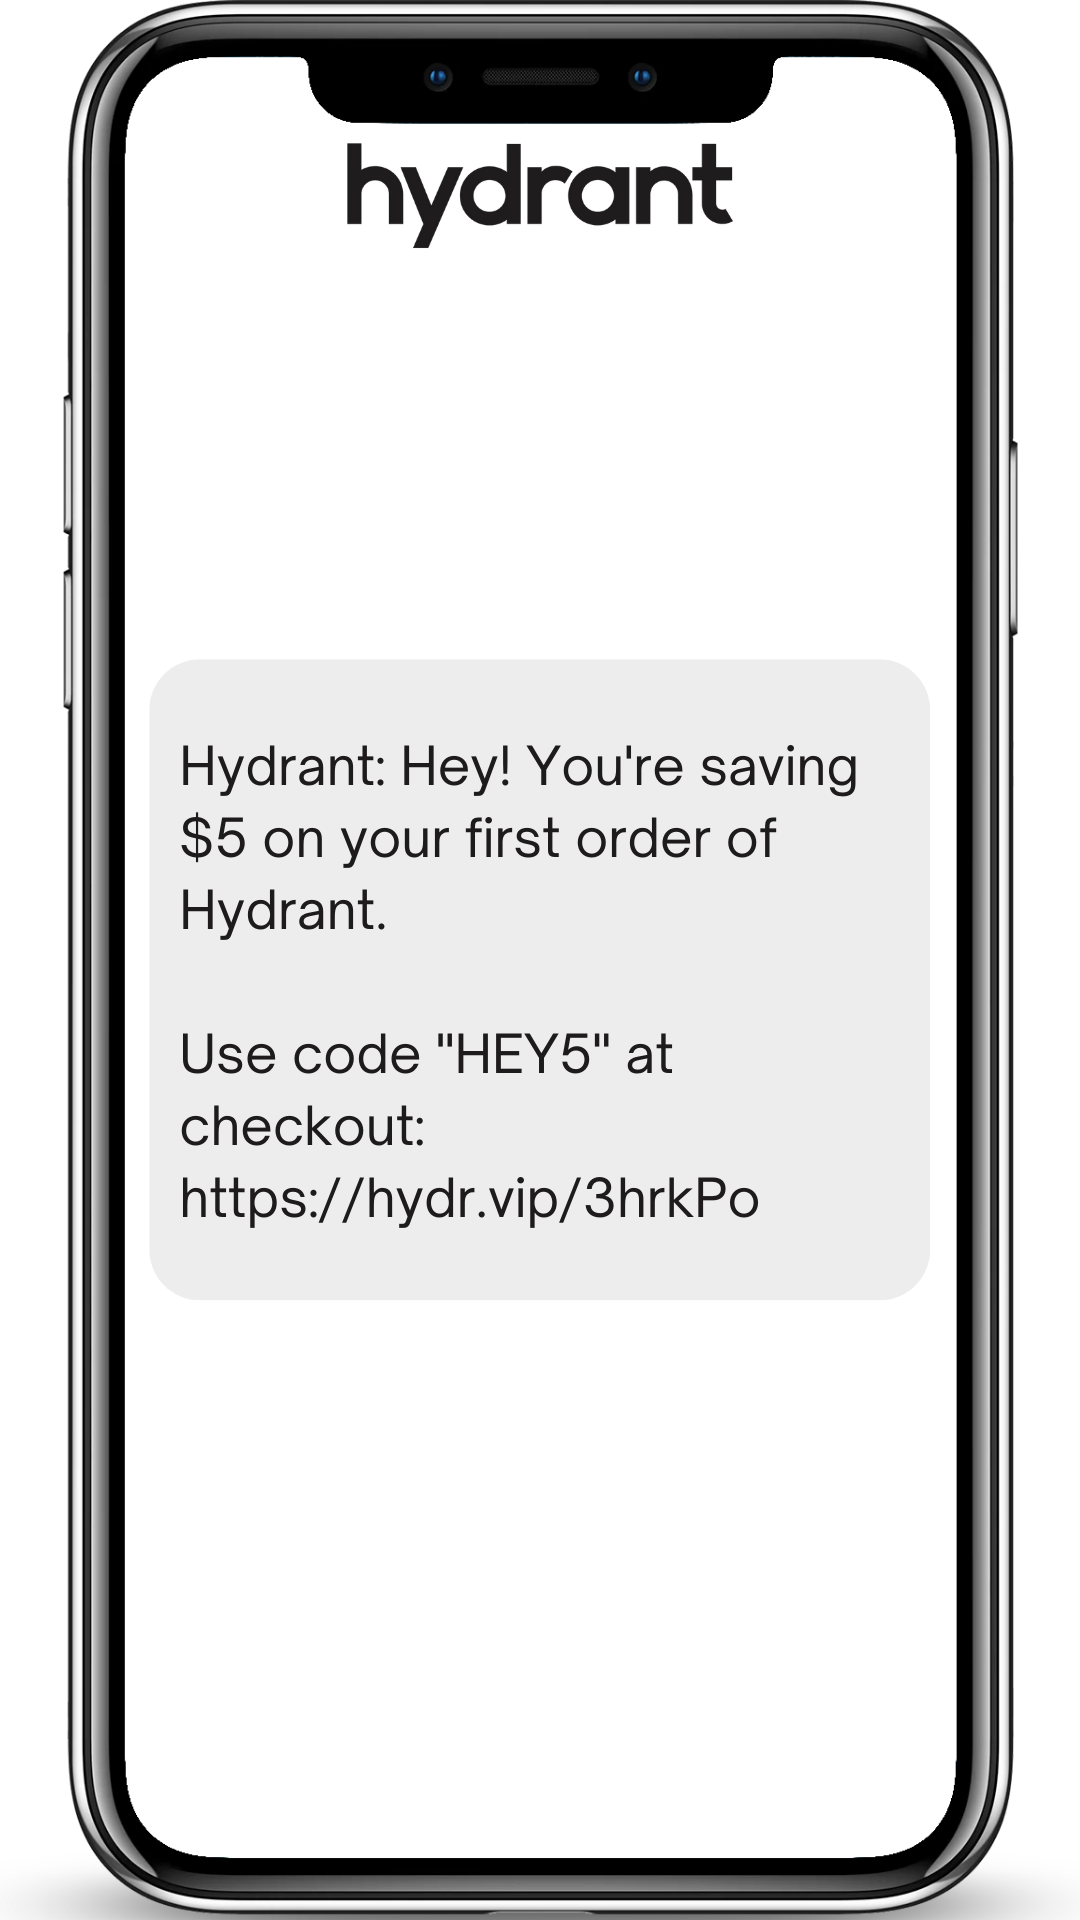 hydrant
Hydrant: Hey! You're saving
$5 on your first order of
Hydrant.
Use code "HEY5" at
checkout:
https://hydr.vip/3hrkPo